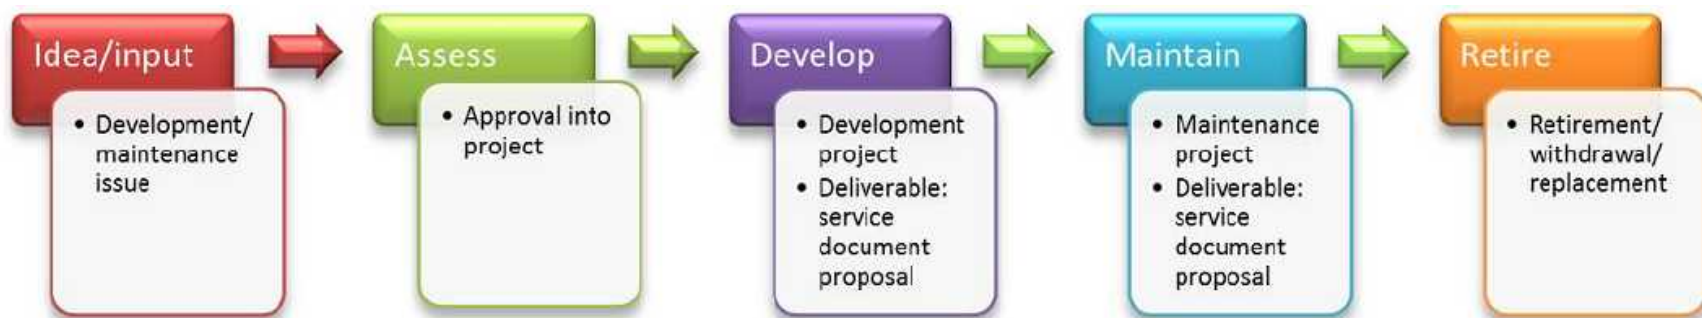 Idea/input
• Development/
maintenance
issue
Assess
• Approval into
project
Develop
• Development
project
• Deliverable:
service
document
proposal
Maintain
• Maintenance
project
• Deliverable:
service
document
proposal
Retire
• Retirement/
withdrawal/
replacement